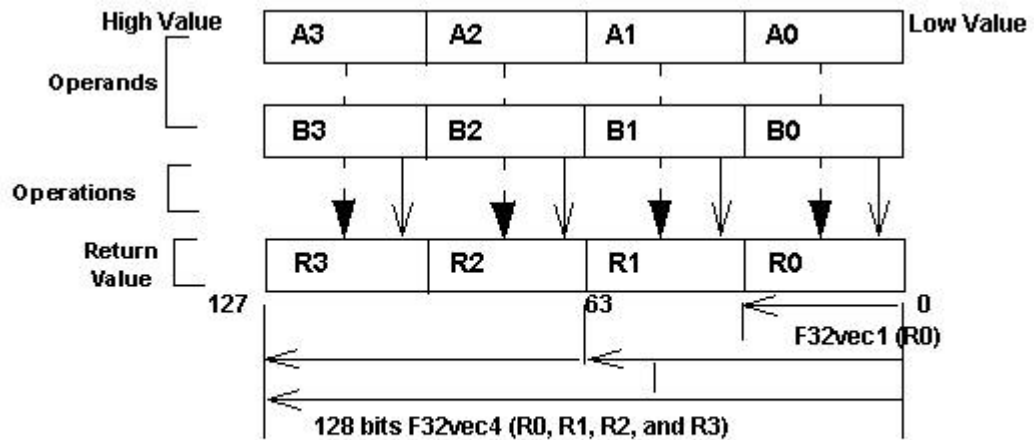 High Value A3 A2 A1 A0 Low Value
Operands
B3 B2 B1 B0
Operations
Return
Value
R3 R2 R1 R0
127 63 0
F32vec1 (R0)
128 bits F32vec4 (R0, R1, R2, and R3)